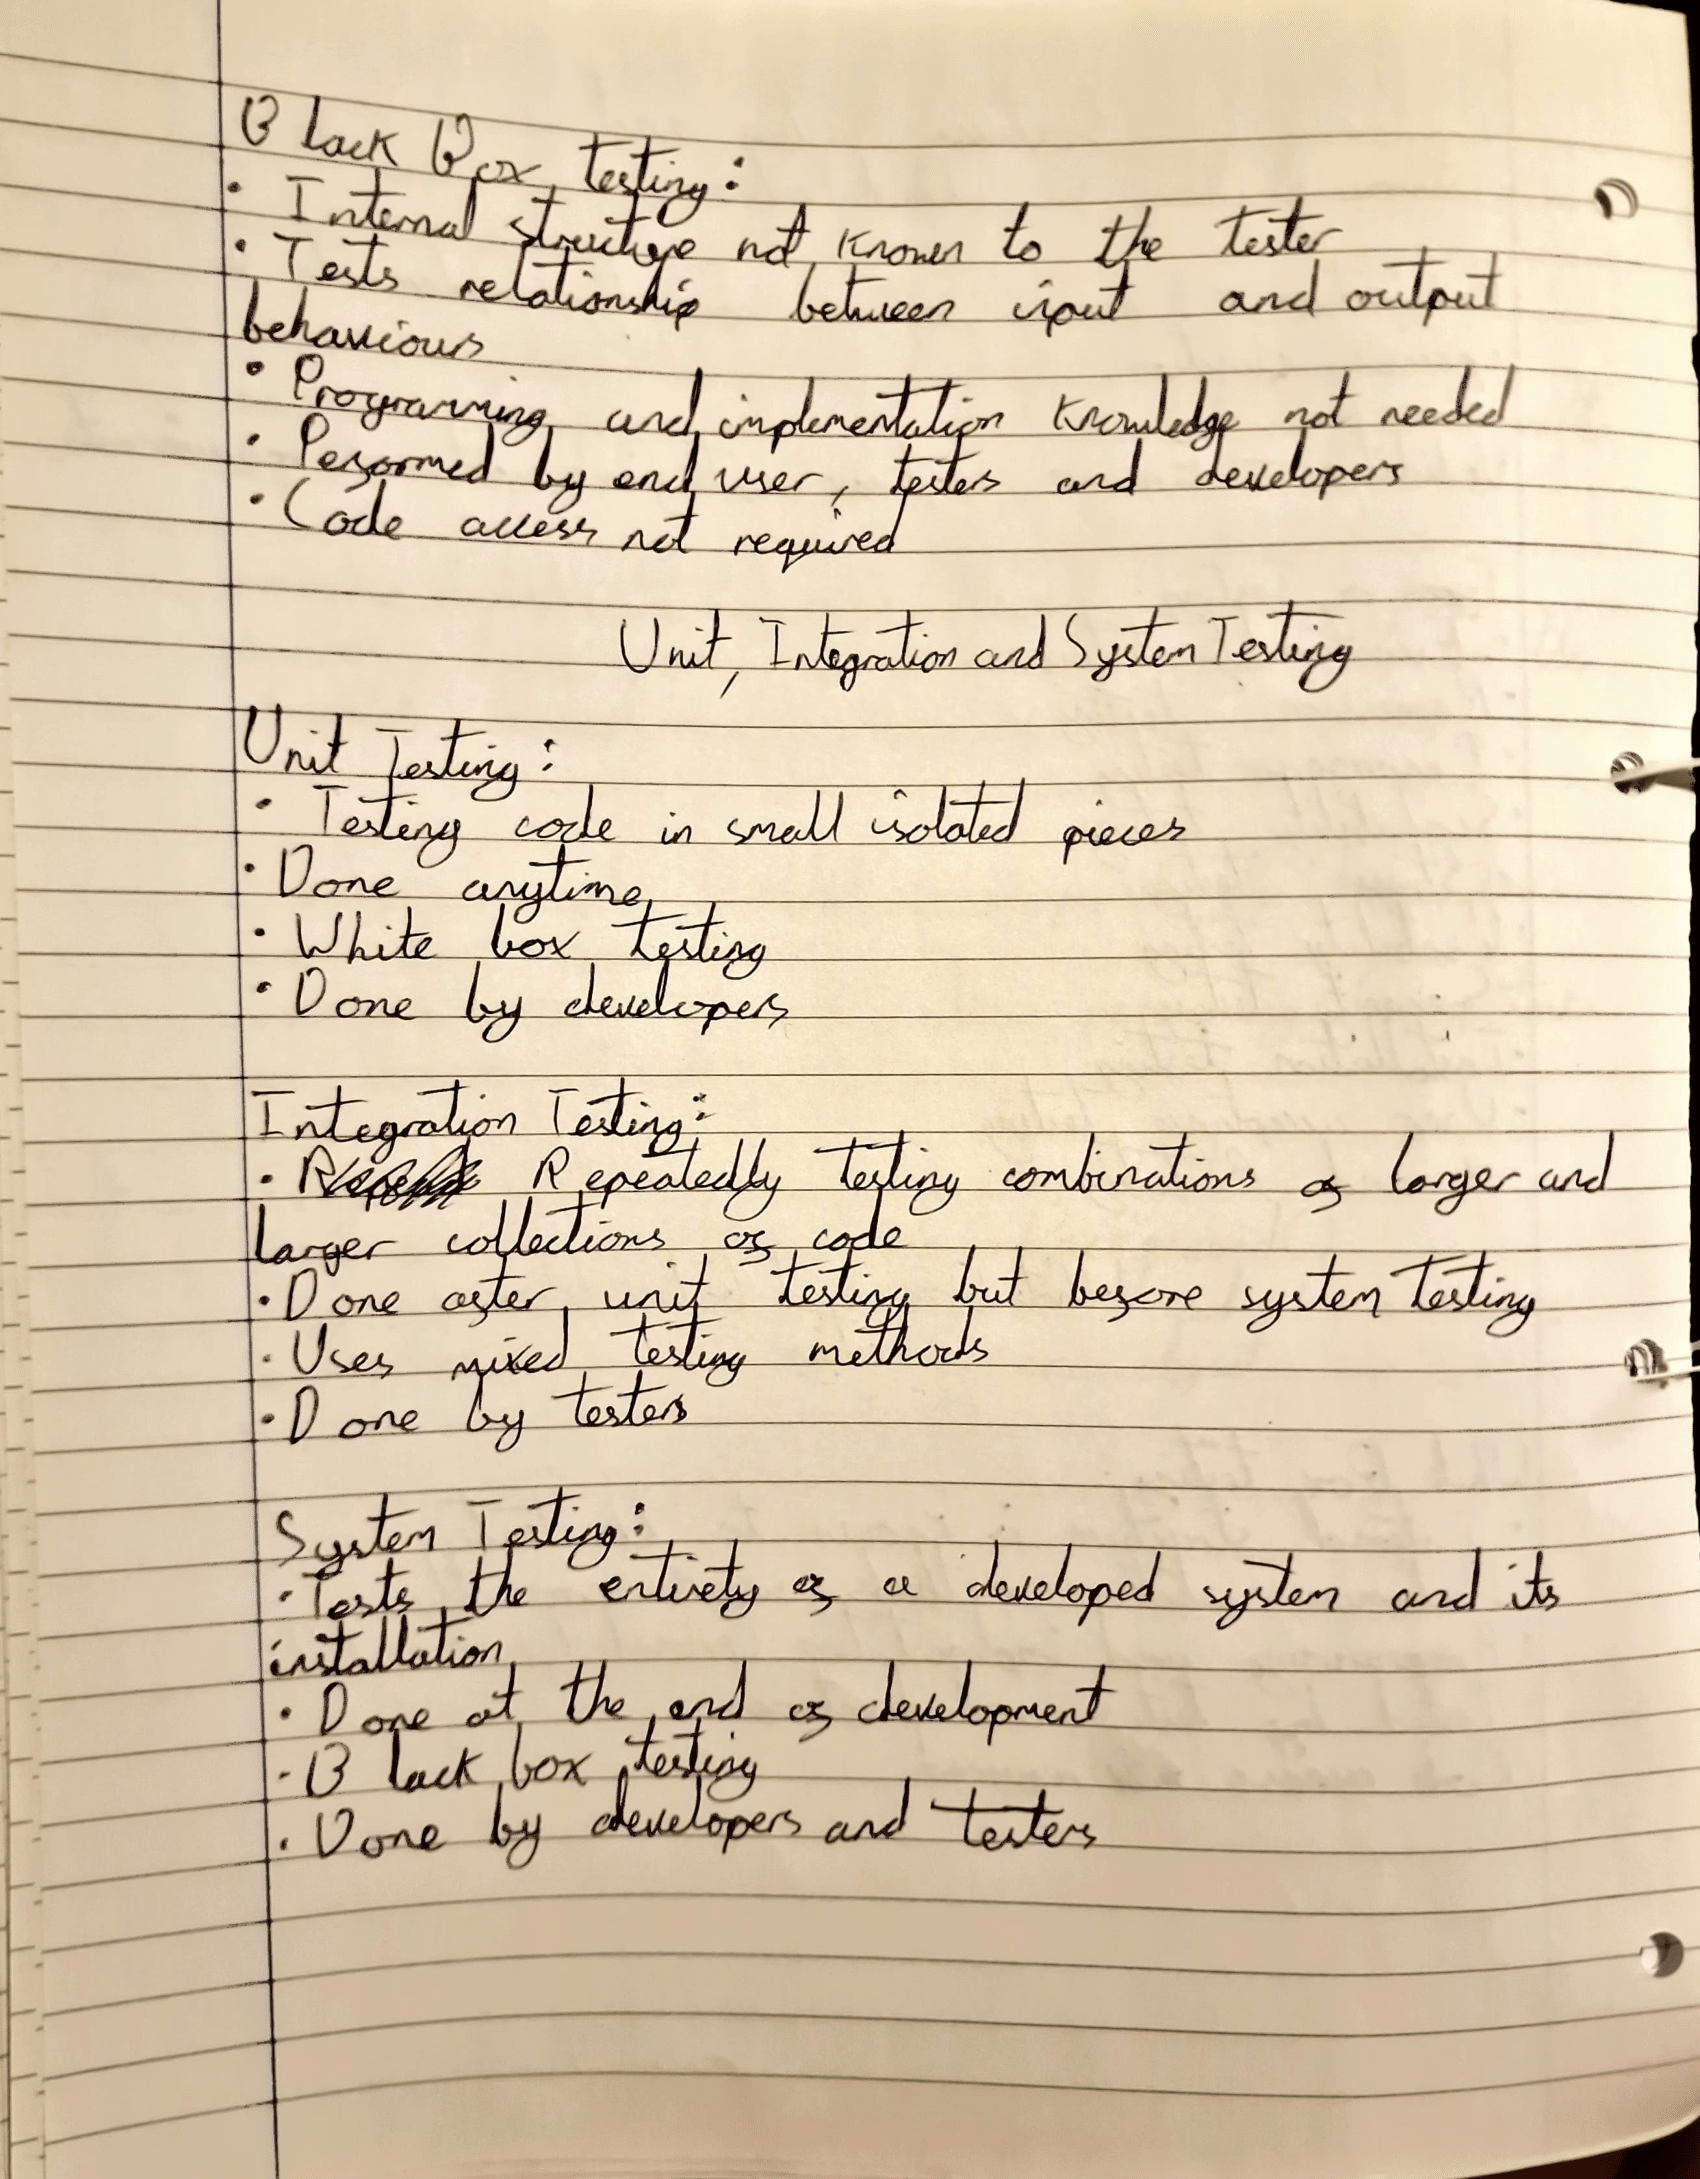 Black Box testing:
• Internal structure not known to the tester
• Tests relationship between input and output
behaviours
• Programming and implementation knowledge not needed
• Performed by end user, testers and developers
• Code access not required
Unit, Integration and System Testing
Unit Testing:
• Testing code in small isolated pieces
• Done anytime
• White box testing
• Done by developers
Integration Testing:
• Repeatedly testing combinations of larger and
larger collections of code
• Done after unit testing but before system testing
• Uses mixed testing methods
• Done by testers
System Testing:
• Tests the entirety of a developed system and its
installation
• Done at the end of development
• Black box testing
• Done by developers and testers